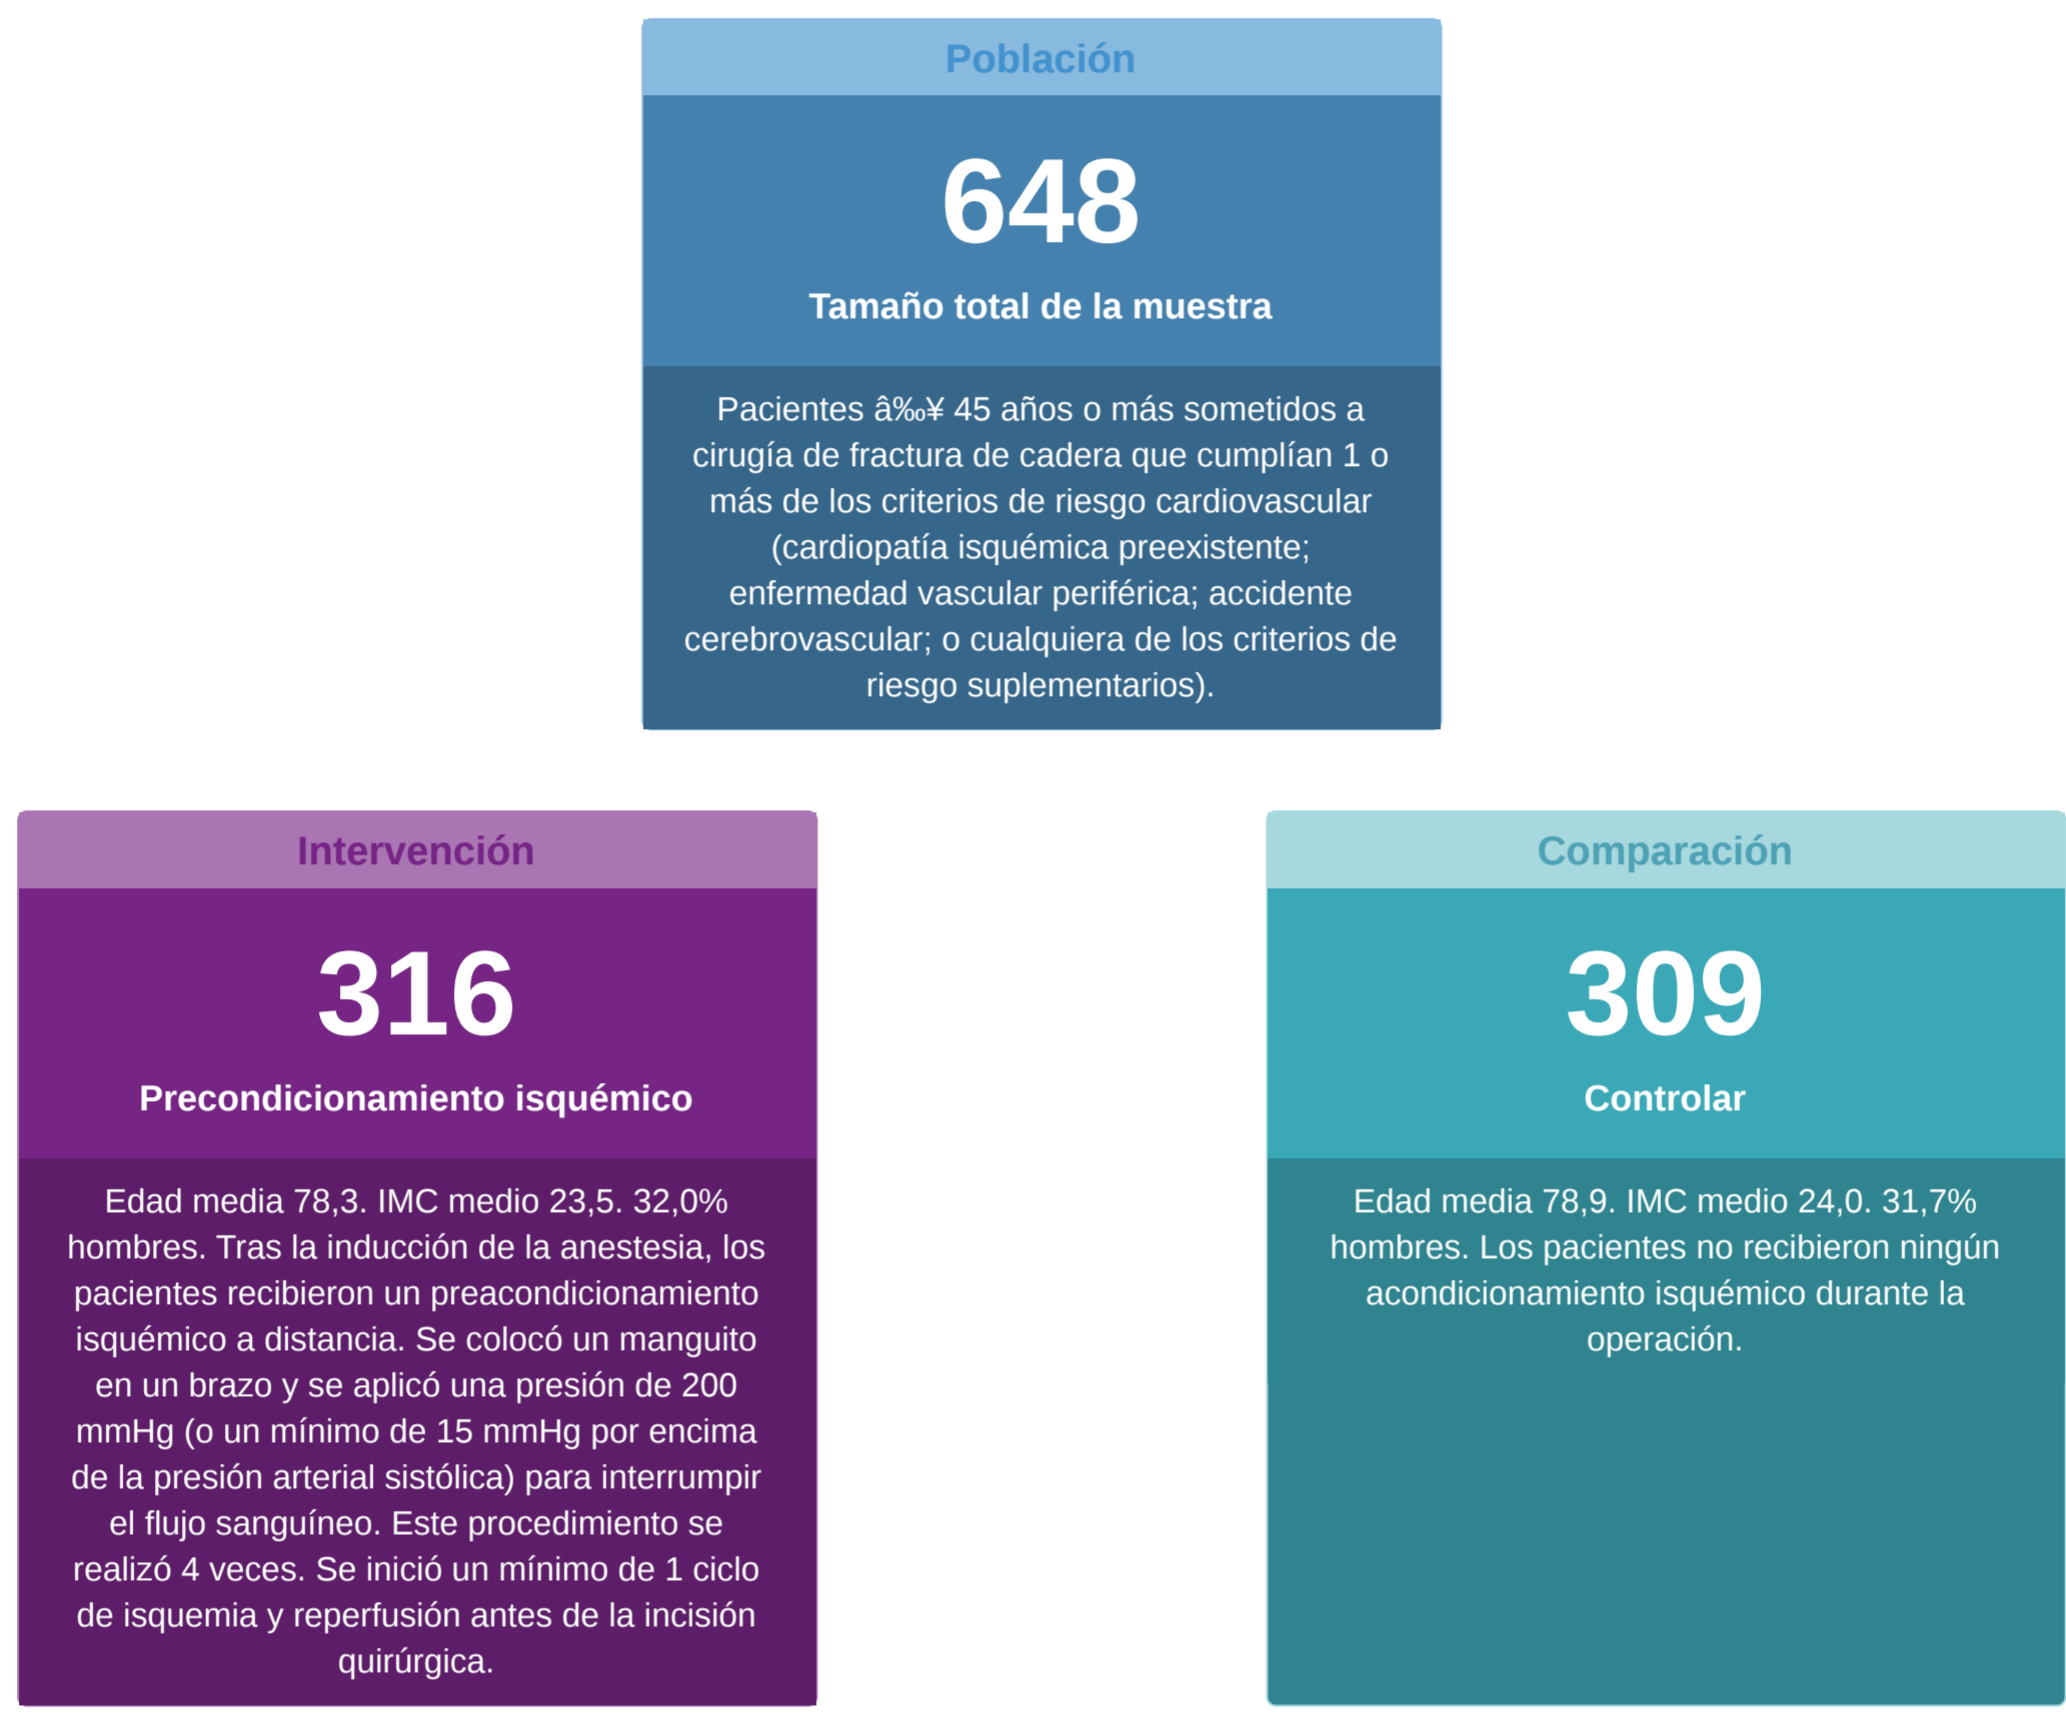 Población
648
Tamaño total de la muestra
Pacientes â‰¥ 45 años o más sometidos a
cirugía de fractura de cadera que cumplían 1 o
más de los criterios de riesgo cardiovascular
(cardiopatía isquémica preexistente;
enfermedad vascular periférica; accidente
cerebrovascular; o cualquiera de los criterios de
riesgo suplementarios).
Intervención
316
Precondicionamiento isquémico
Edad media 78,3. IMC medio 23,5. 32,0%
hombres. Tras la inducción de la anestesia, los
pacientes recibieron un preacondicionamiento
isquémico a distancia. Se colocó un manguito
en un brazo y se aplicó una presión de 200
mmHg (o un mínimo de 15 mmHg por encima
de la presión arterial sistólica) para interrumpir
el flujo sanguíneo. Este procedimiento se
realizó 4 veces. Se inició un mínimo de 1 ciclo
de isquemia y reperfusión antes de la incisión
quirúrgica.
Comparación
309
Controlar
Edad media 78,9. IMC medio 24,0. 31,7%
hombres. Los pacientes no recibieron ningún
acondicionamiento isquémico durante la
operación.